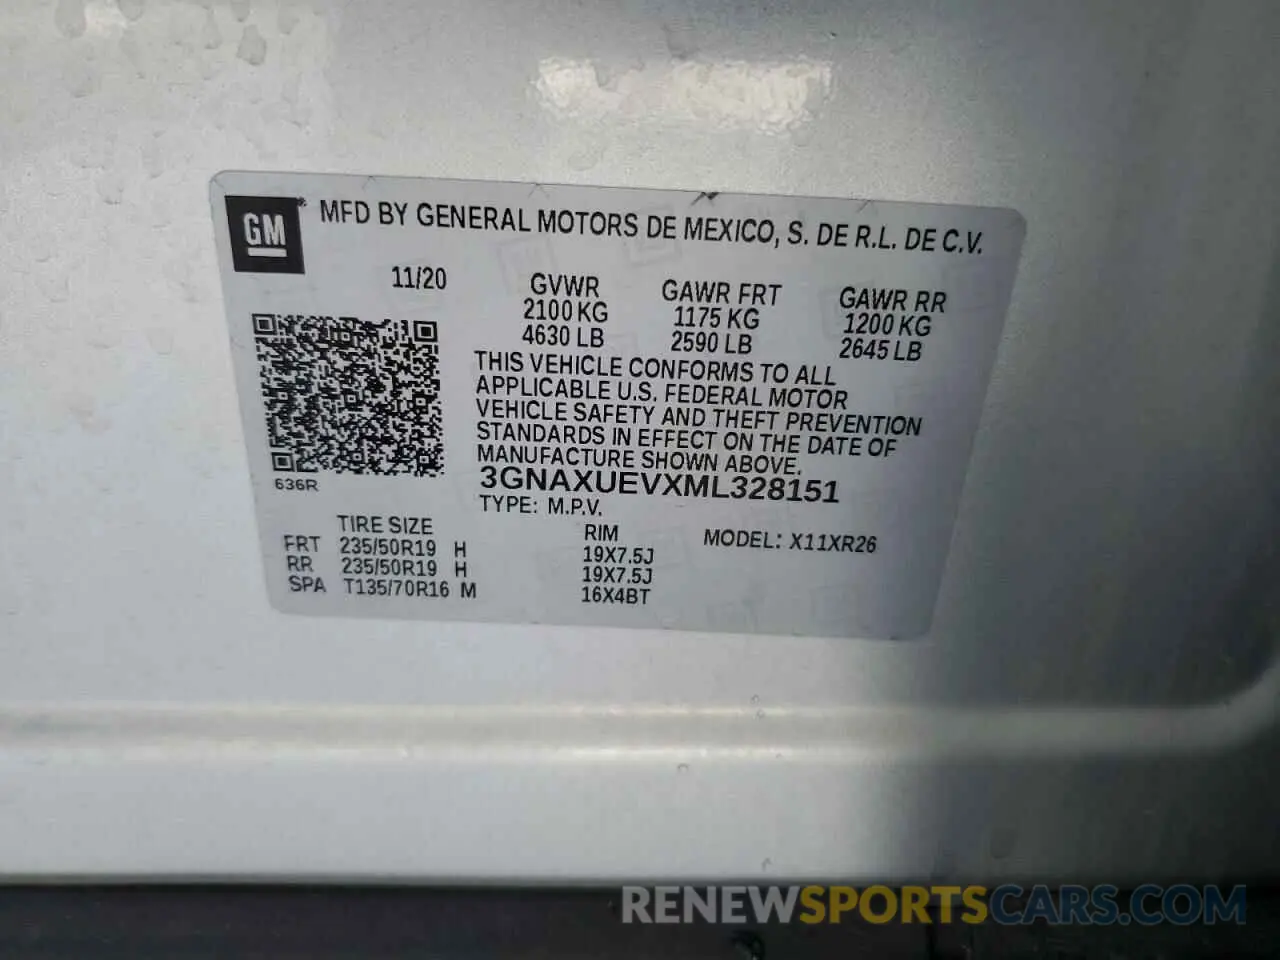 GM® MFD BY GENERAL MOTORS DE MEXICO, S. DE R.L. DE C.V.
11/20 GVWR GAWR FRT GAWR RR
2100 KG 1175 KG 1200 KG
4630 LB 2590 LB 2645 LB
THIS VEHICLE CONFORMS TO ALL
APPLICABLE U.S. FEDERAL MOTOR
VEHICLE SAFETY AND THEFT PREVENTION
STANDARDS IN EFFECT ON THE DATE OF
MANUFACTURE SHOWN ABOVE.
636R 3GNAXUEVXML328151
TYPE: M.P.V.
TIRE SIZE RIM MODEL: X11XR26
FRT 235/50R19 H 19X7.5J
RR 235/50R19 H 19X7.5J
SPA T135/70R16 M 16X4BT
RENEWSPORTSCARS.COM